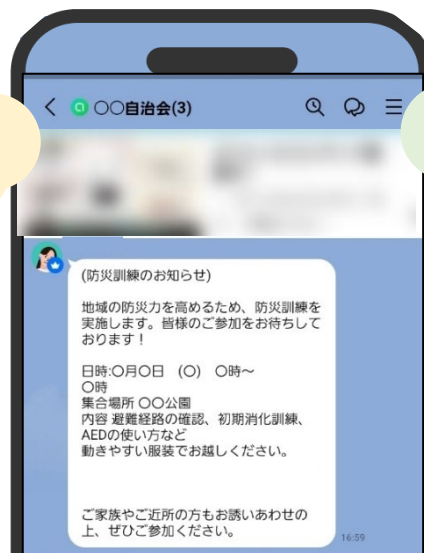 〇〇自治会(3)
(防災訓練のお知らせ)
地域の防災力を高めるため、防災訓練を
実施します。皆様のご参加をお待ちして
おります！
日時:〇月〇日 (〇) 〇時～
〇時
集合場所 〇〇公園
内容 避難経路の確認、初期消化訓練、
AEDの使い方など
動きやすい服装でお越しください。
ご家族やご近所の方もお誘いあわせの
上、ぜひご参加ください。
16:59